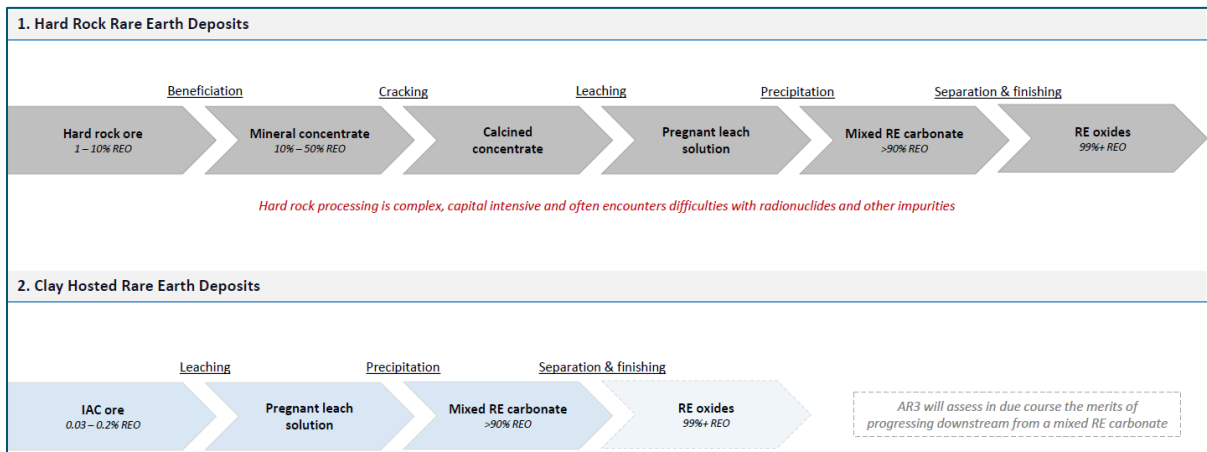 1. Hard Rock Rare Earth Deposits
Beneficiation
Cracking
Leaching
Precipitation
Separation & finishing
Hard rock ore
1 – 10% REO
Mineral concentrate
10% – 50% REO
Calcined
concentrate
Pregnant leach
solution
Mixed RE carbonate
>90% REO
RE oxides
99%+ REO
Hard rock processing is complex, capital intensive and often encounters difficulties with radionuclides and other impurities
2. Clay Hosted Rare Earth Deposits
Leaching
Precipitation
Separation & finishing
IAC ore
0.03 – 0.2% REO
Pregnant leach
solution
Mixed RE carbonate
>90% REO
RE oxides
99%+ REO
AR3 will assess in due course the merits of
progressing downstream from a mixed RE carbonate